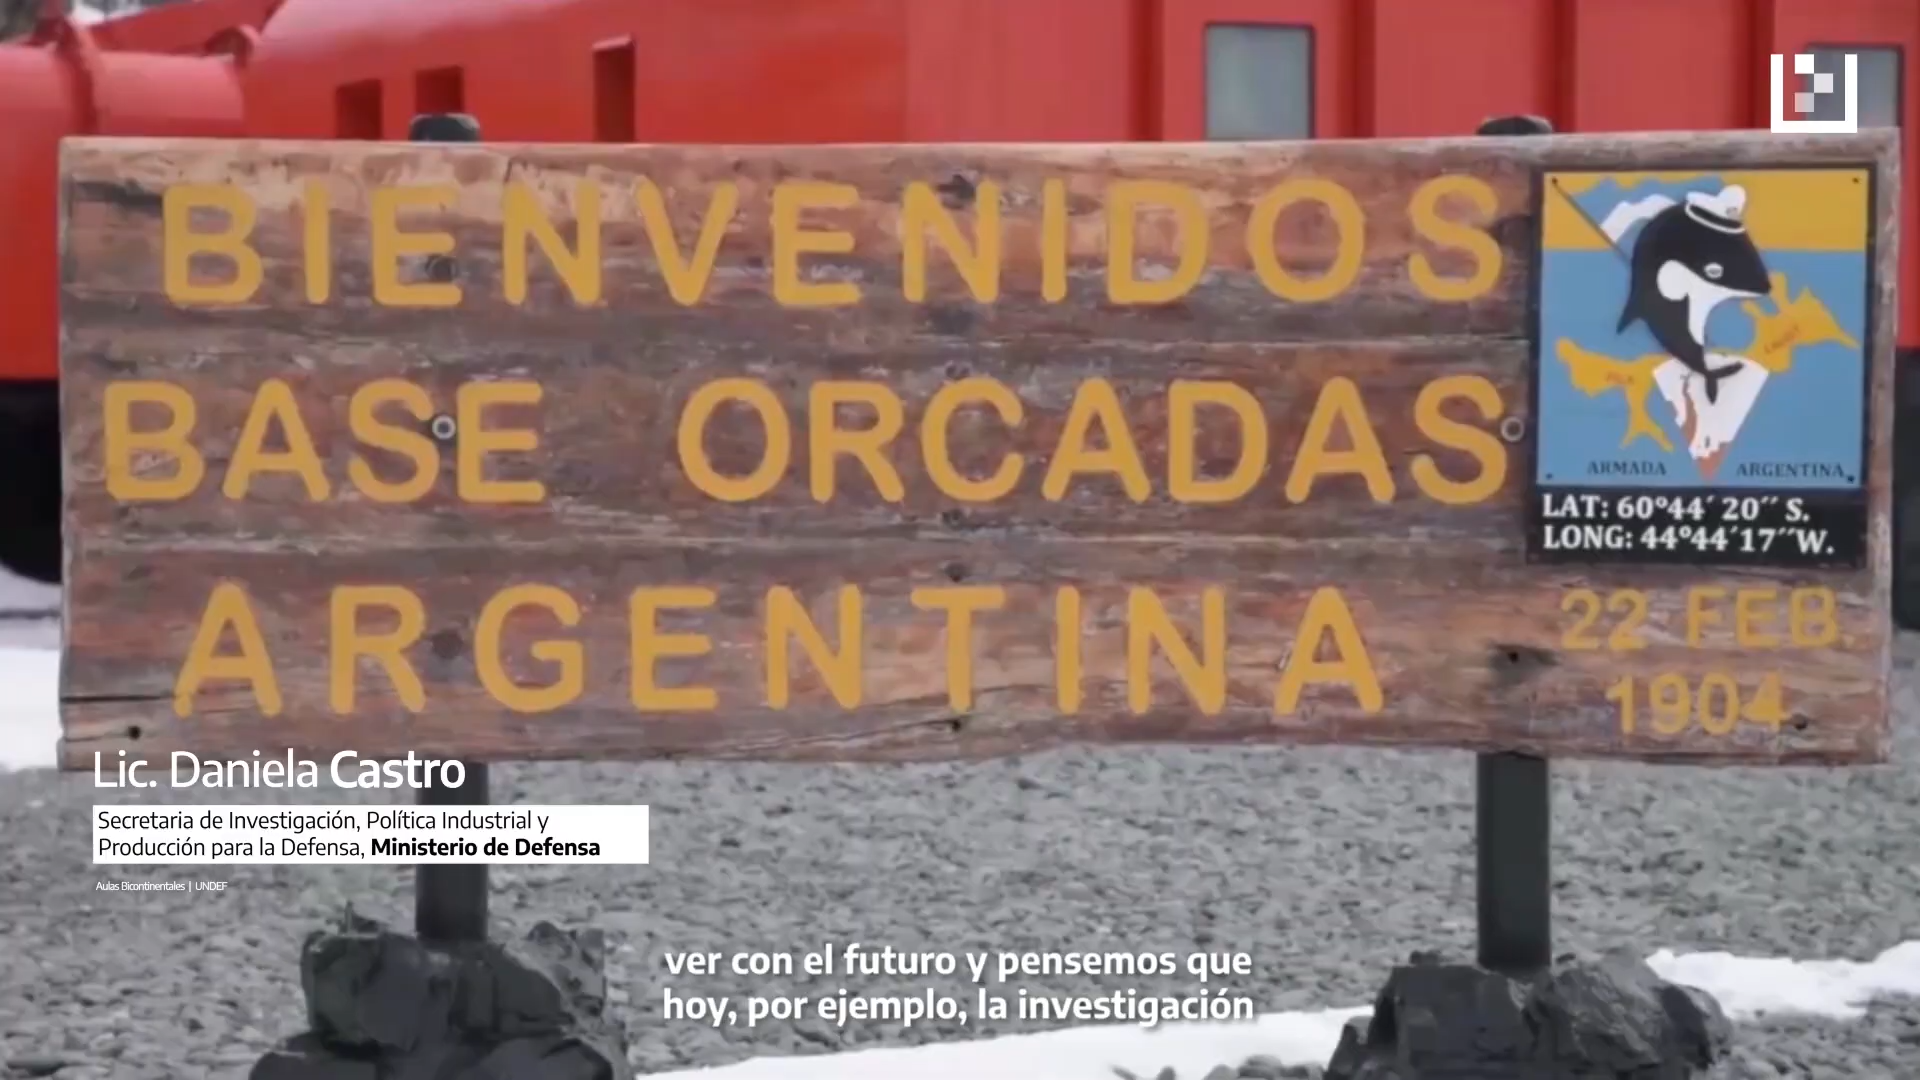 BIENVENIDOS
BASE ORCADAS
ARGENTINA
ARMADA ARGENTINA
LAT: 60°44´20´´ S.
LONG: 44°44´17´´W.
22 FEB.
1904
Lic. Daniela Castro
Secretaria de Investigación, Política Industrial y
Producción para la Defensa, Ministerio de Defensa
Aulas Bicontinentales | UNDEF
ver con el futuro y pensemos que
hoy, por ejemplo, la investigación